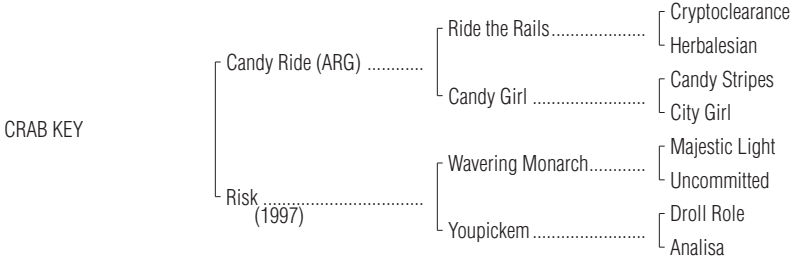 Cryptoclearance
Ride the Rails.....................
Herbalesian
Candy Ride (ARG) ............
Candy Stripes
Candy Girl .........................
City Girl
CRAB KEY
Majestic Light
Wavering Monarch............
Uncommitted
Risk ..................................
(1997)
Droll Role
Youpickem.........................
Analisa